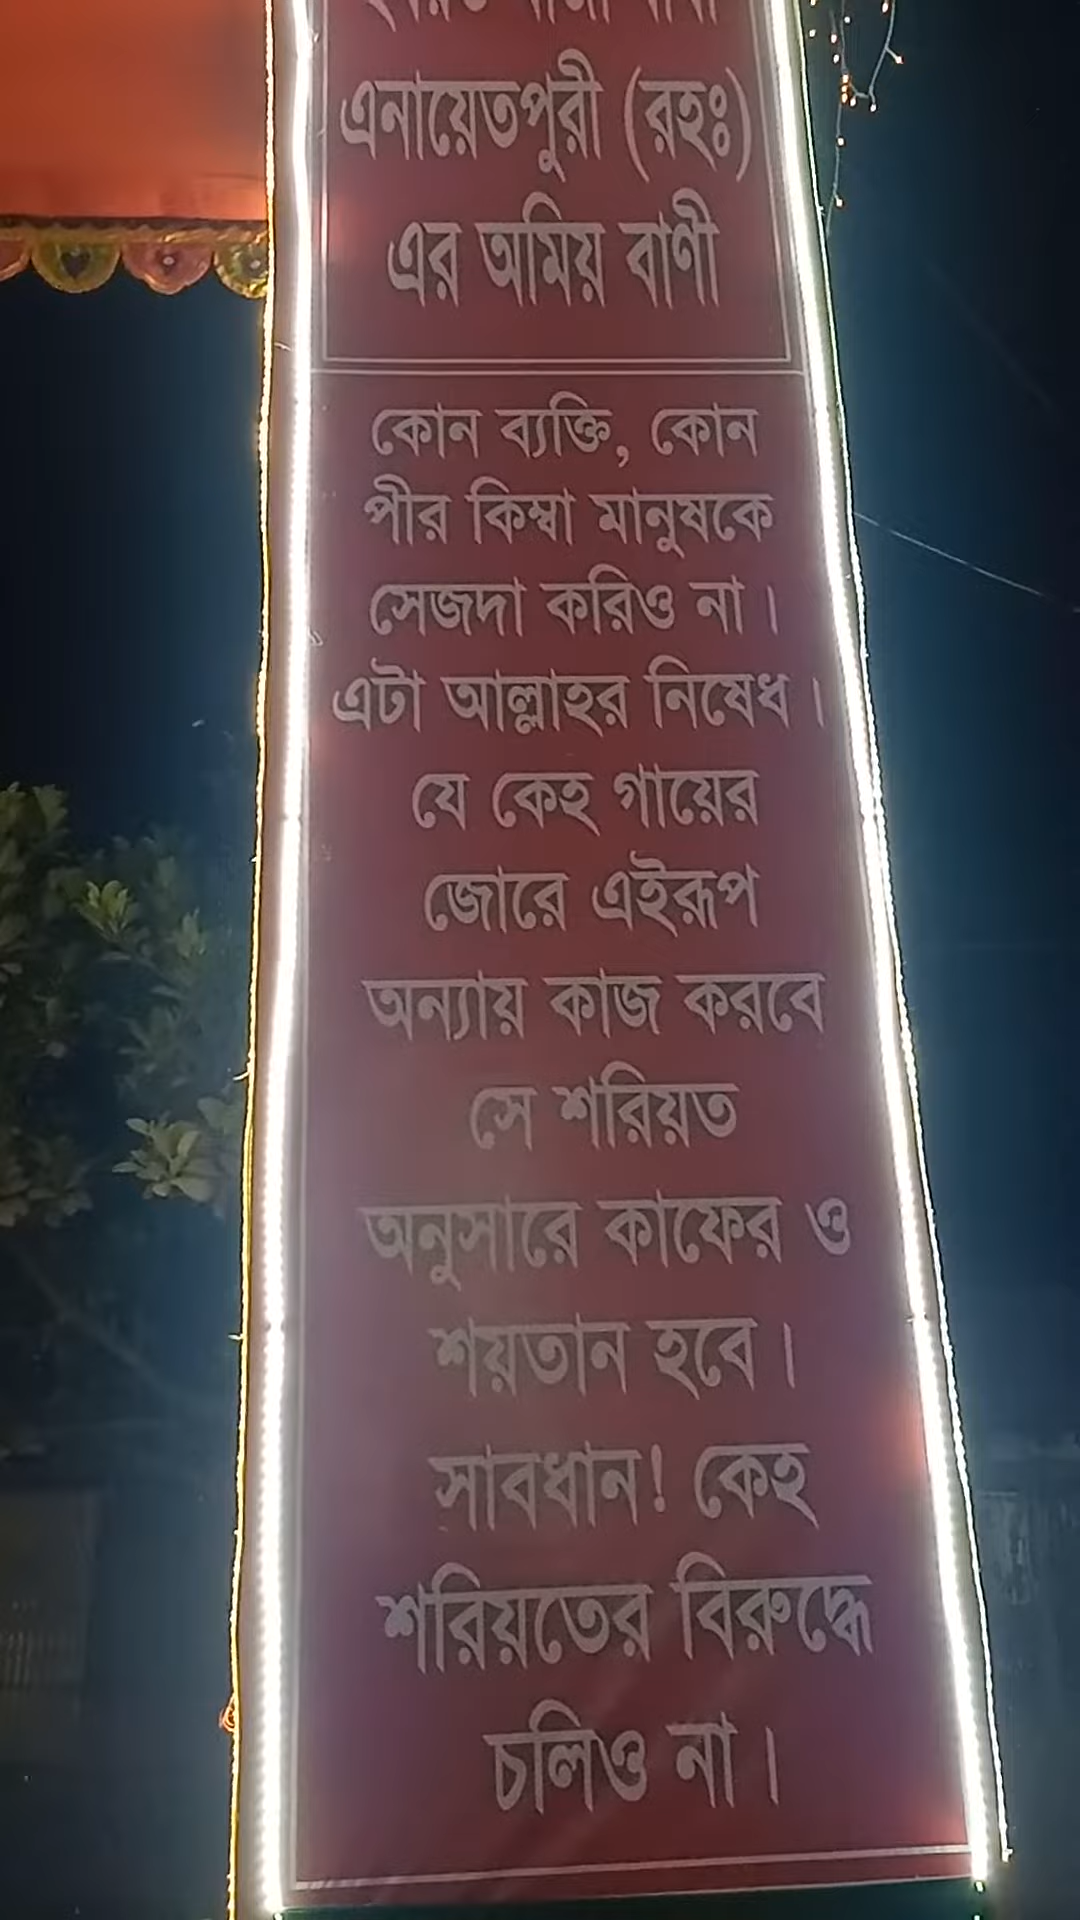 এনায়েতপুরী (রহঃ)
এর অমিয় বাণী
কোন ব্যক্তি, কোন
পীর কিম্বা মানুষকে
সেজদা করিও না।
এটা আল্লাহর নিষেধ।
যে কেহ গায়ের
জোরে এইরূপ
অন্যায় কাজ করবে
সে শরিয়ত
অনুসারে কাফের ও
শয়তান হবে।
সাবধান! কেহ
শরিয়তের বিরুদ্ধে
চলিও না।